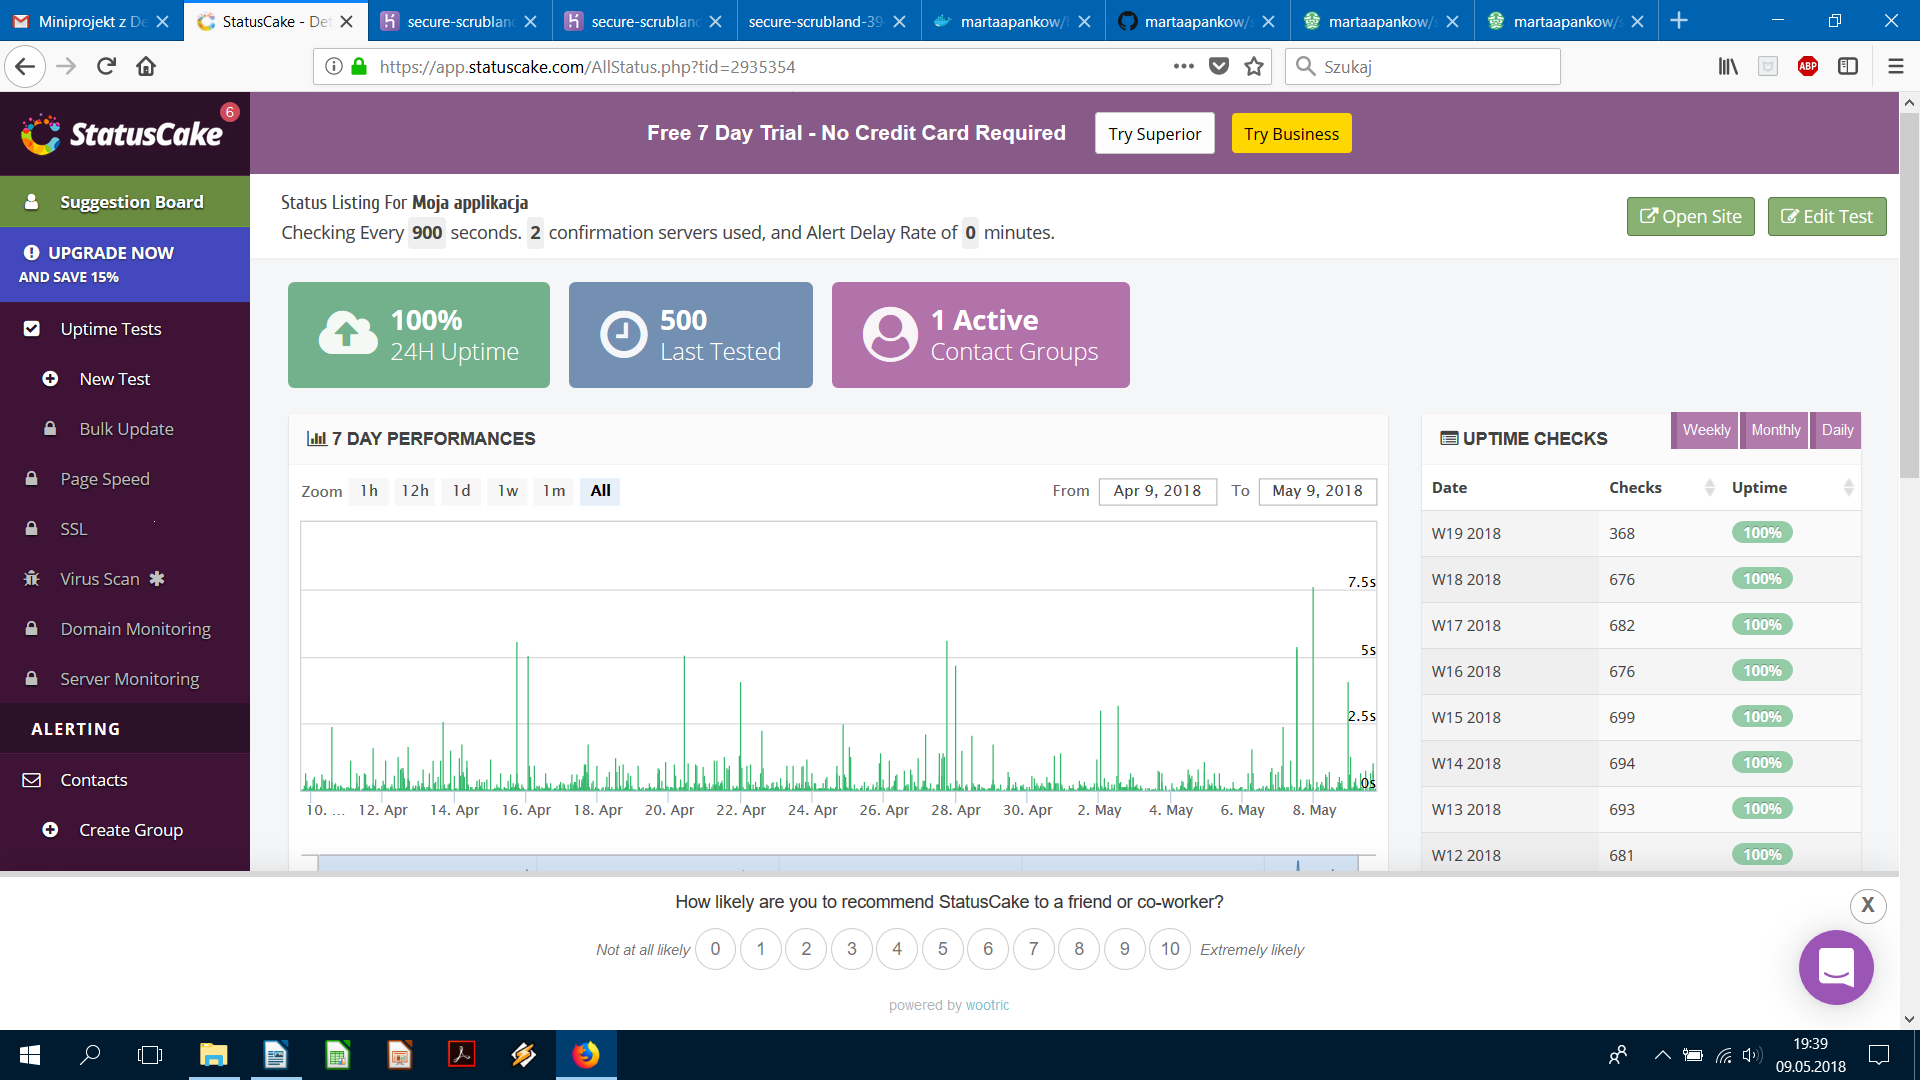 Miniprojekt z De
StatusCake - Det
secure-scrubland
secure-scrubland
secure-scrubland-39
martaapankow/
martaapankow/s
martaapankow/s
martaapankow/s
https://app.statuscake.com/AllStatus.php?tid=2935354
Szukaj
ABP
StatusCake
6
Free 7 Day Trial - No Credit Card Required
Try Superior
Try Business
Suggestion Board
UPGRADE NOW
AND SAVE 15%
Uptime Tests
New Test
Bulk Update
Page Speed
SSL
Virus Scan
Domain Monitoring
Server Monitoring
ALERTING
Contacts
Create Group
Status Listing For Moja applikacja
Checking Every 900 seconds. 2 confirmation servers used, and Alert Delay Rate of 0 minutes.
Open Site
Edit Test
100%
24H Uptime
500
Last Tested
1 Active
Contact Groups
7 DAY PERFORMANCES
Zoom 1h 12h 1d 1w 1m All
From Apr 9, 2018 To May 9, 2018
7.5s
5s
2.5s
0s
10. ... 12. Apr 14. Apr 16. Apr 18. Apr 20. Apr 22. Apr 24. Apr 26. Apr 28. Apr 30. Apr 2. May 4. May 6. May 8. May
UPTIME CHECKS
Weekly Monthly Daily
Date Checks Uptime
W19 2018 368 100%
W18 2018 676 100%
W17 2018 682 100%
W16 2018 676 100%
W15 2018 699 100%
W14 2018 694 100%
W13 2018 693 100%
W12 2018 681 100%
How likely are you to recommend StatusCake to a friend or co-worker?
X
Not at all likely 0 1 2 3 4 5 6 7 8 9 10 Extremely likely
powered by wootric
19:39
09.05.2018